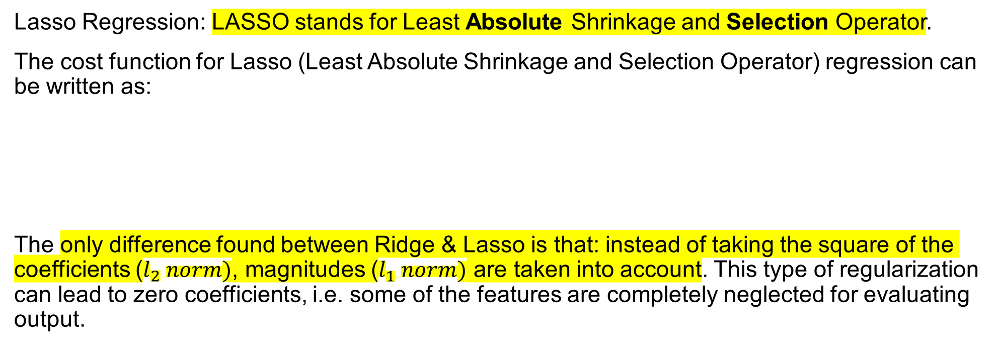 Lasso Regression: LASSO stands for Least Absolute Shrinkage and Selection Operator.
The cost function for Lasso (Least Absolute Shrinkage and Selection Operator) regression can
be written as:
The only difference found between Ridge & Lasso is that: instead of taking the square of the
coefficients (l₂ norm), magnitudes (l₁ norm) are taken into account. This type of regularization
can lead to zero coefficients, i.e. some of the features are completely neglected for evaluating
output.